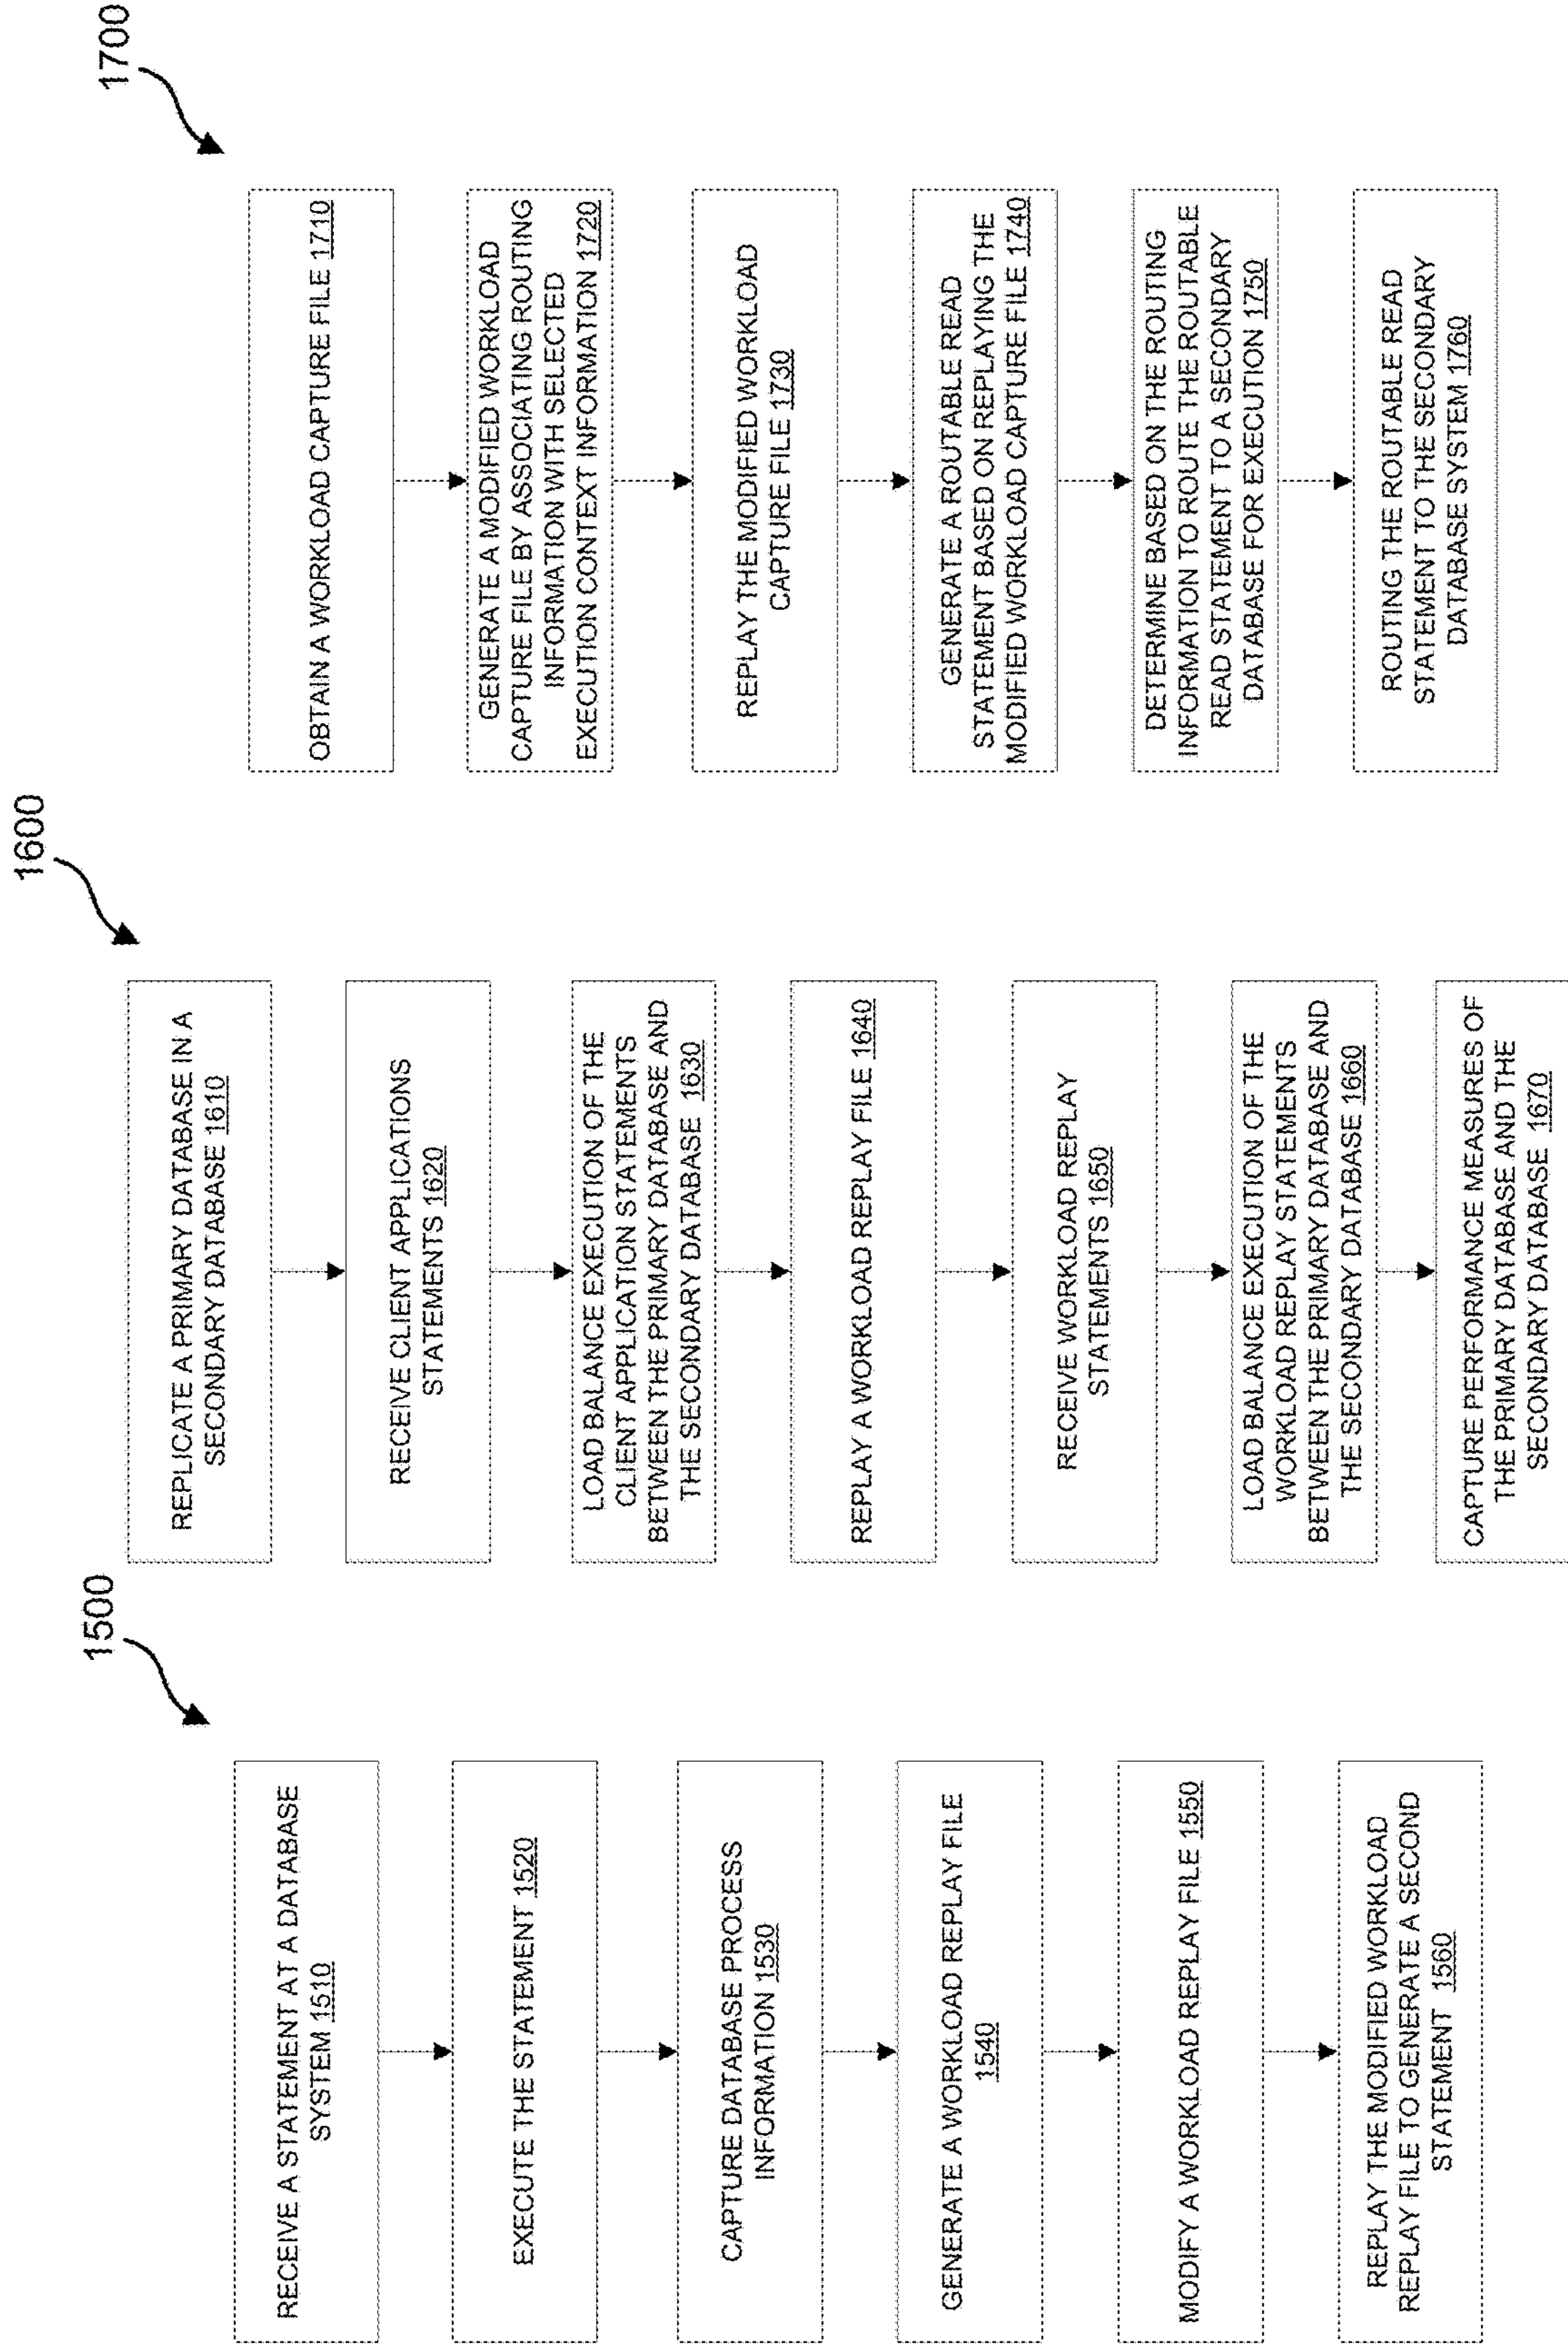 1500
RECEIVE A STATEMENT AT A DATABASE
SYSTEM 1510
EXECUTE THE STATEMENT 1520
CAPTURE DATABASE PROCESS
INFORMATION 1530
GENERATE A WORKLOAD REPLAY FILE
1540
MODIFY A WORKLOAD REPLAY FILE 1550
REPLAY THE MODIFIED WORKLOAD
REPLAY FILE TO GENERATE A SECOND
STATEMENT 1560
1600
REPLICATE A PRIMARY DATABASE IN A
SECONDARY DATABASE 1610
RECEIVE CLIENT APPLICATIONS
STATEMENTS 1620
LOAD BALANCE EXECUTION OF THE
CLIENT APPLICATION STATEMENTS
BETWEEN THE PRIMARY DATABASE AND
THE SECONDARY DATABASE 1630
REPLAY A WORKLOAD REPLAY FILE 1640
RECEIVE WORKLOAD REPLAY
STATEMENTS 1650
LOAD BALANCE EXECUTION OF THE
WORKLOAD REPLAY STATEMENTS
BETWEEN THE PRIMARY DATABASE AND
THE SECONDARY DATABASE 1660
CAPTURE PERFORMANCE MEASURES OF
THE PRIMARY DATABASE AND THE
SECONDARY DATABASE 1670
1700
OBTAIN A WORKLOAD CAPTURE FILE 1710
GENERATE A MODIFIED WORKLOAD
CAPTURE FILE BY ASSOCIATING ROUTING
INFORMATION WITH SELECTED
EXECUTION CONTEXT INFORMATION 1720
REPLAY THE MODIFIED WORKLOAD
CAPTURE FILE 1730
GENERATE A ROUTABLE READ
STATEMENT BASED ON REPLAYING THE
MODIFIED WORKLOAD CAPTURE FILE 1740
DETERMINE BASED ON THE ROUTING
INFORMATION TO ROUTE THE ROUTABLE
READ STATEMENT TO A SECONDARY
DATABASE FOR EXECUTION 1750
ROUTING THE ROUTABLE READ
STATEMENT TO THE SECONDARY
DATABASE SYSTEM 1760